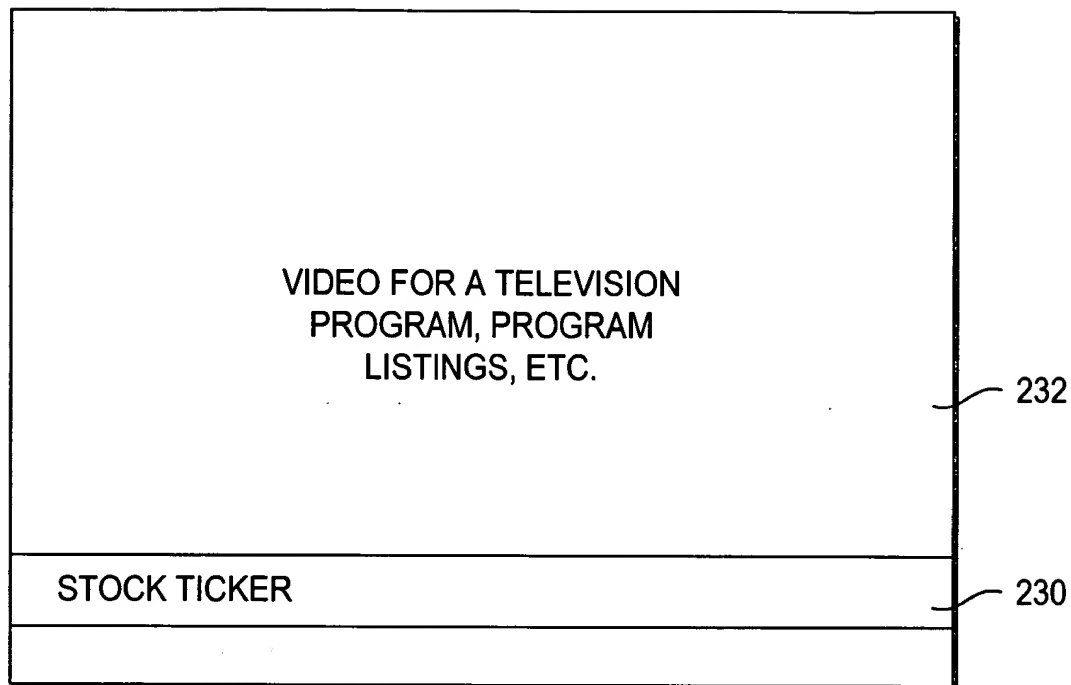 VIDEO FOR A TELEVISION
PROGRAM, PROGRAM
LISTINGS, ETC.
232
STOCK TICKER
230